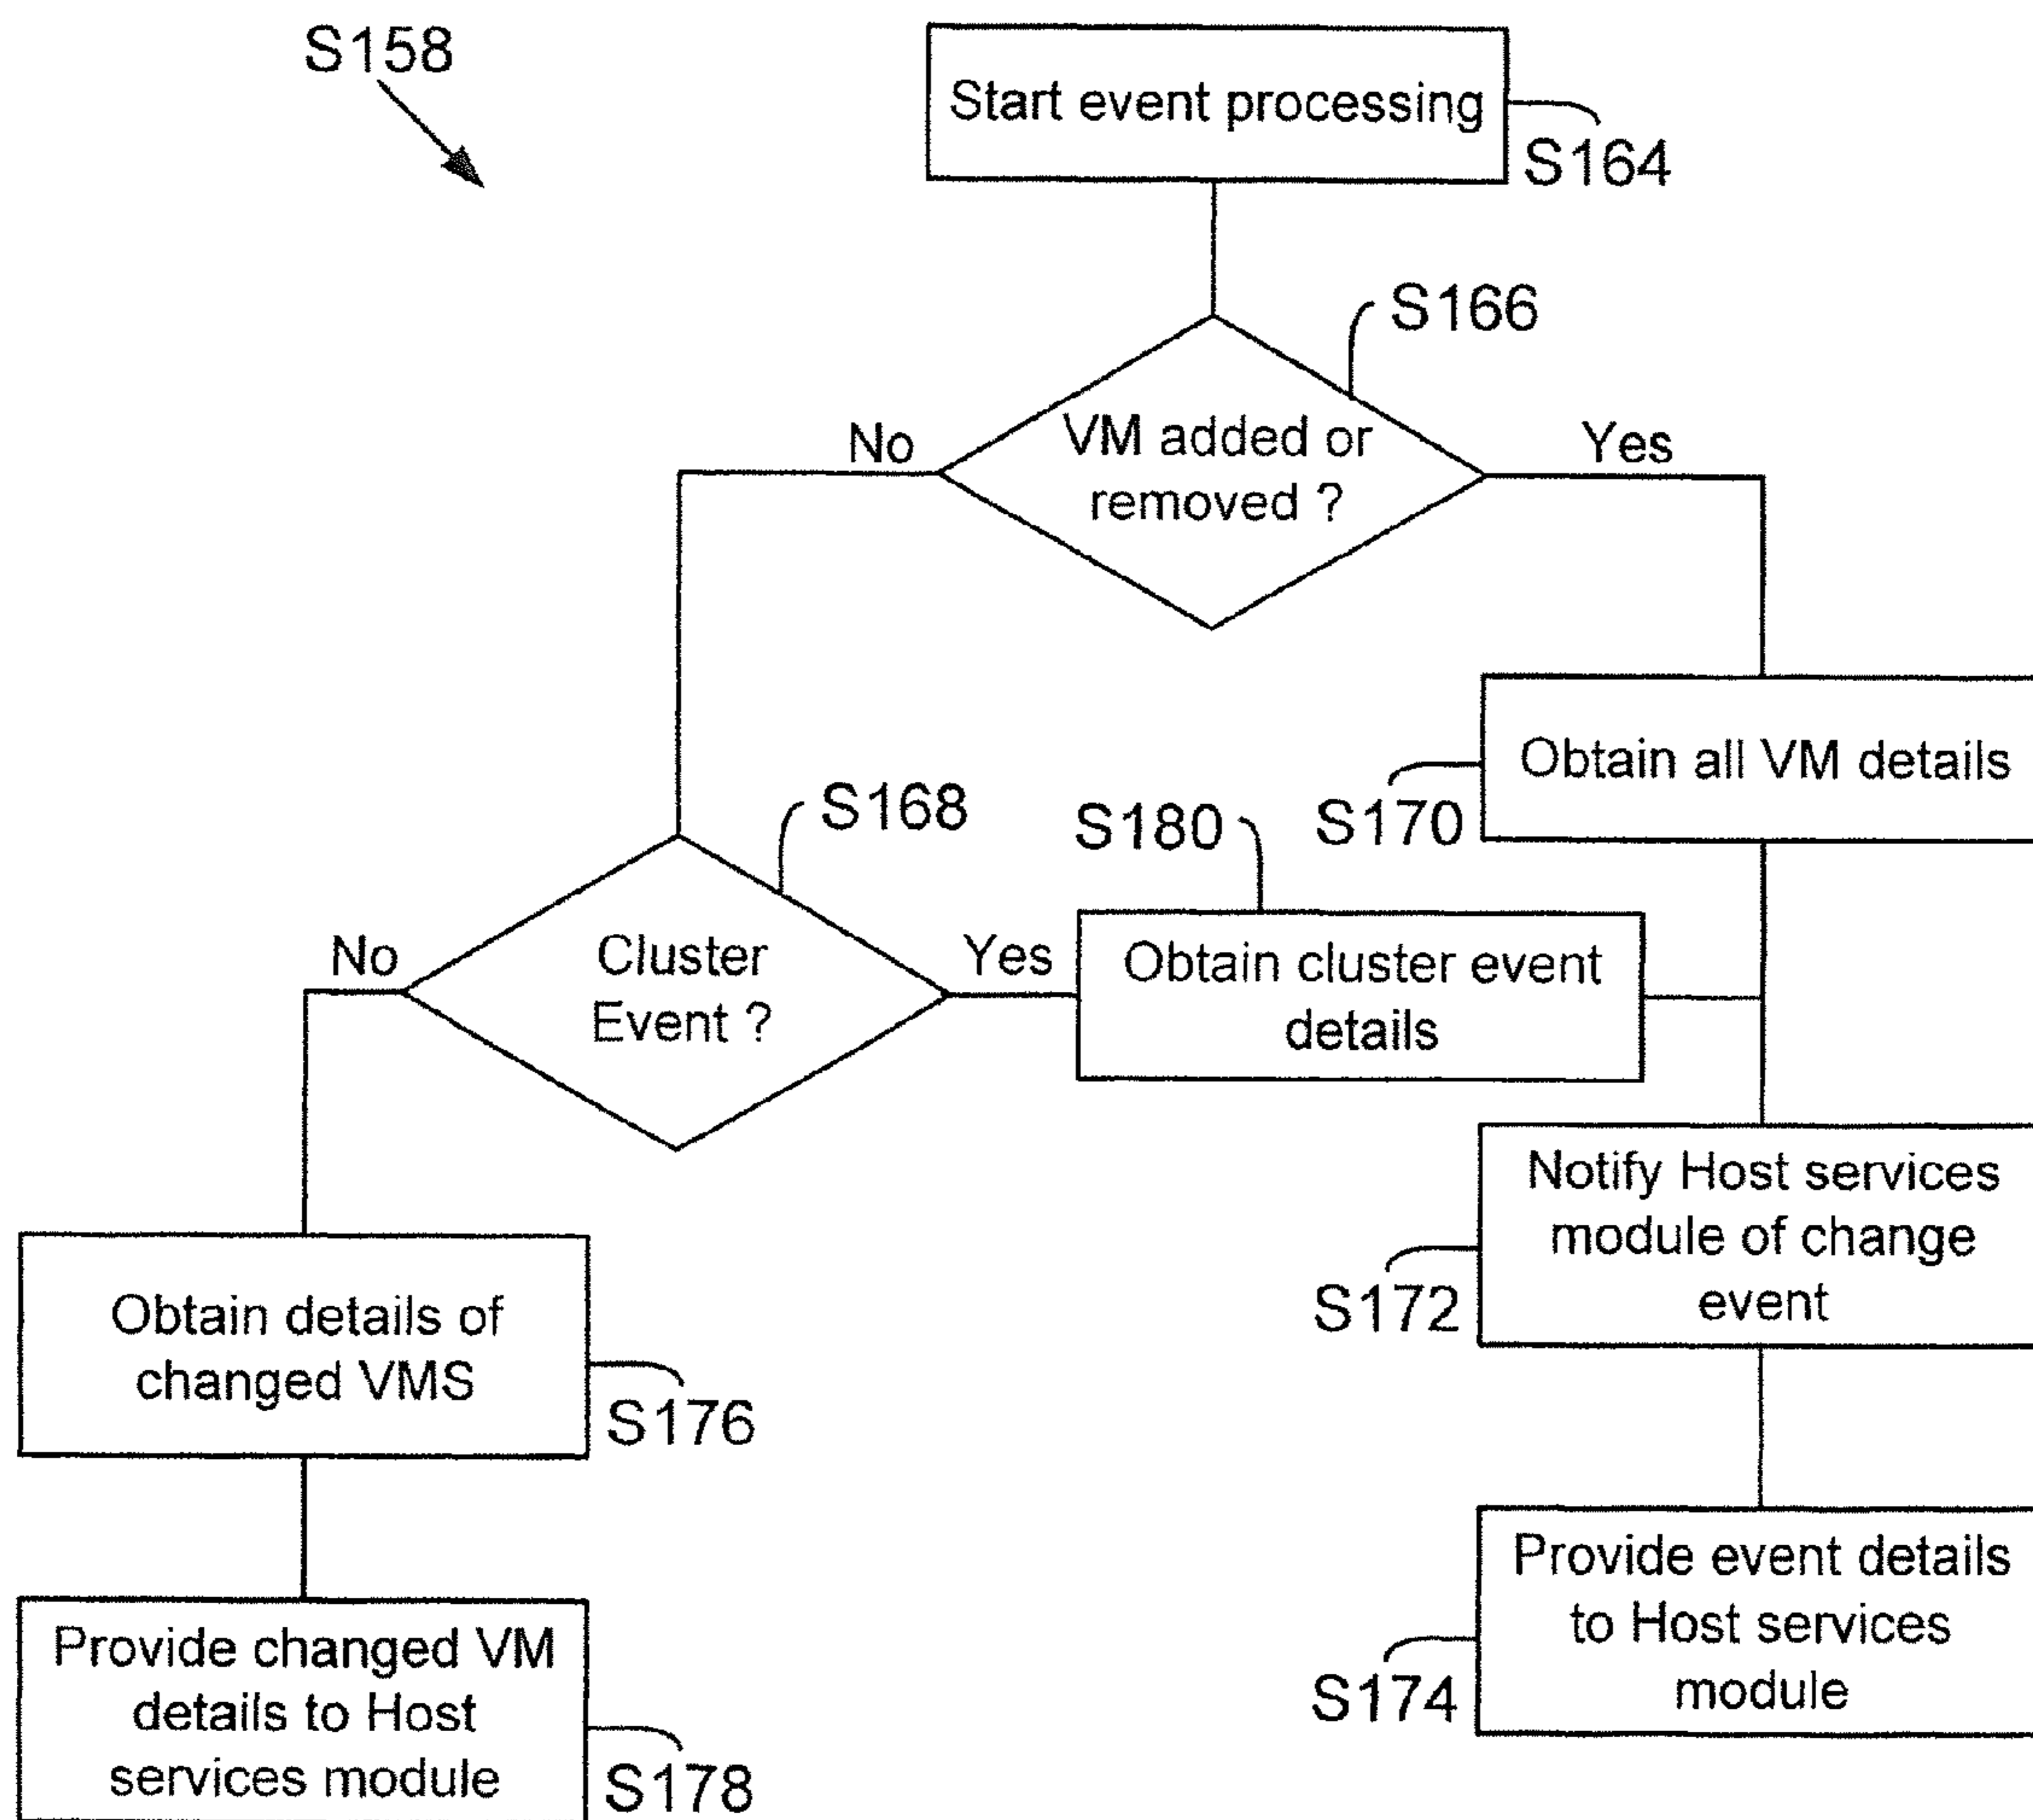 S158
Start event processing
S164
S166
No
VM added or
removed ?
Yes
Obtain all VM details
S170
S168
S180
No
Cluster
Event ?
Yes
Obtain cluster event
details
Notify Host services
module of change
event
S172
Obtain details of
changed VMS
S176
Provide event details
to Host services
module
S174
Provide changed VM
details to Host
services module
S178